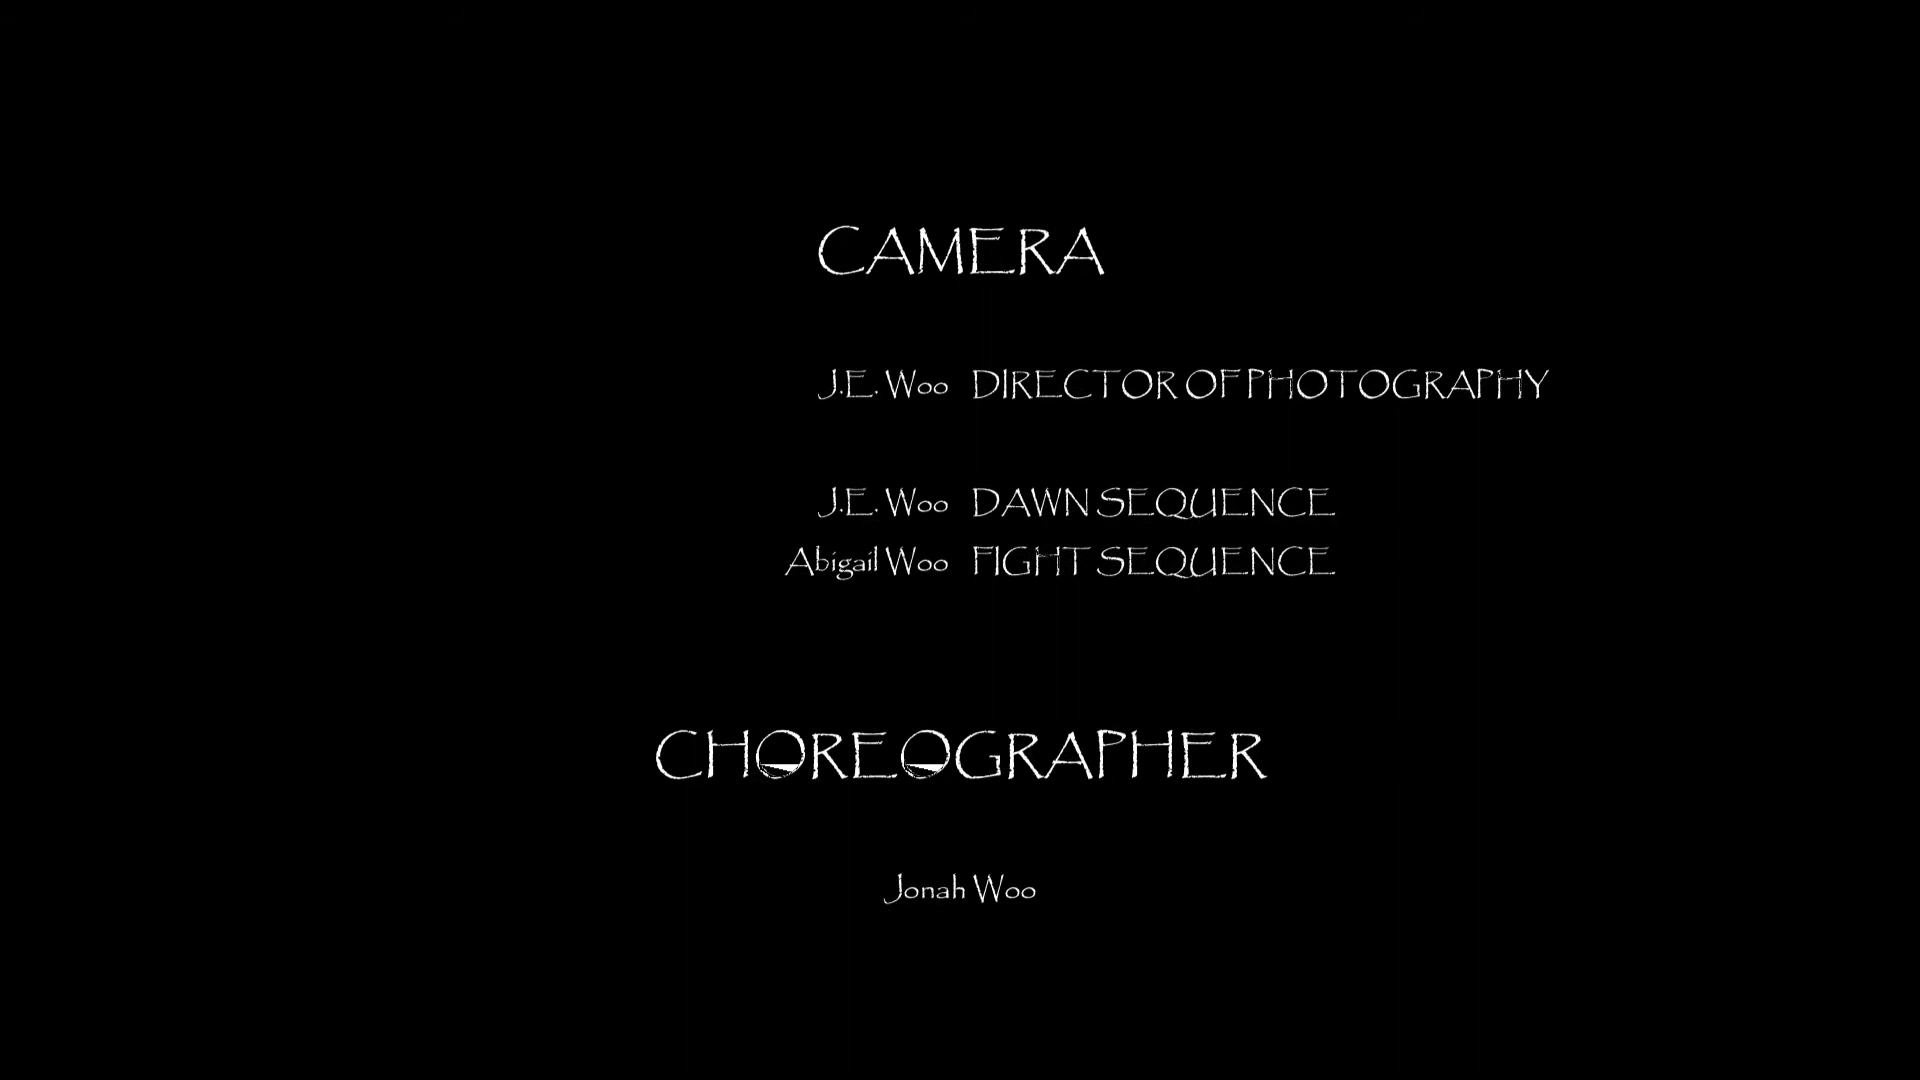 CAMERA
J.E. Woo DIRECTOR OF PHOTOGRAPHY
J.E. Woo DAWN SEQUENCE
Abigail Woo FIGHT SEQUENCE
CHOREOGRAPHER
Jonah Woo